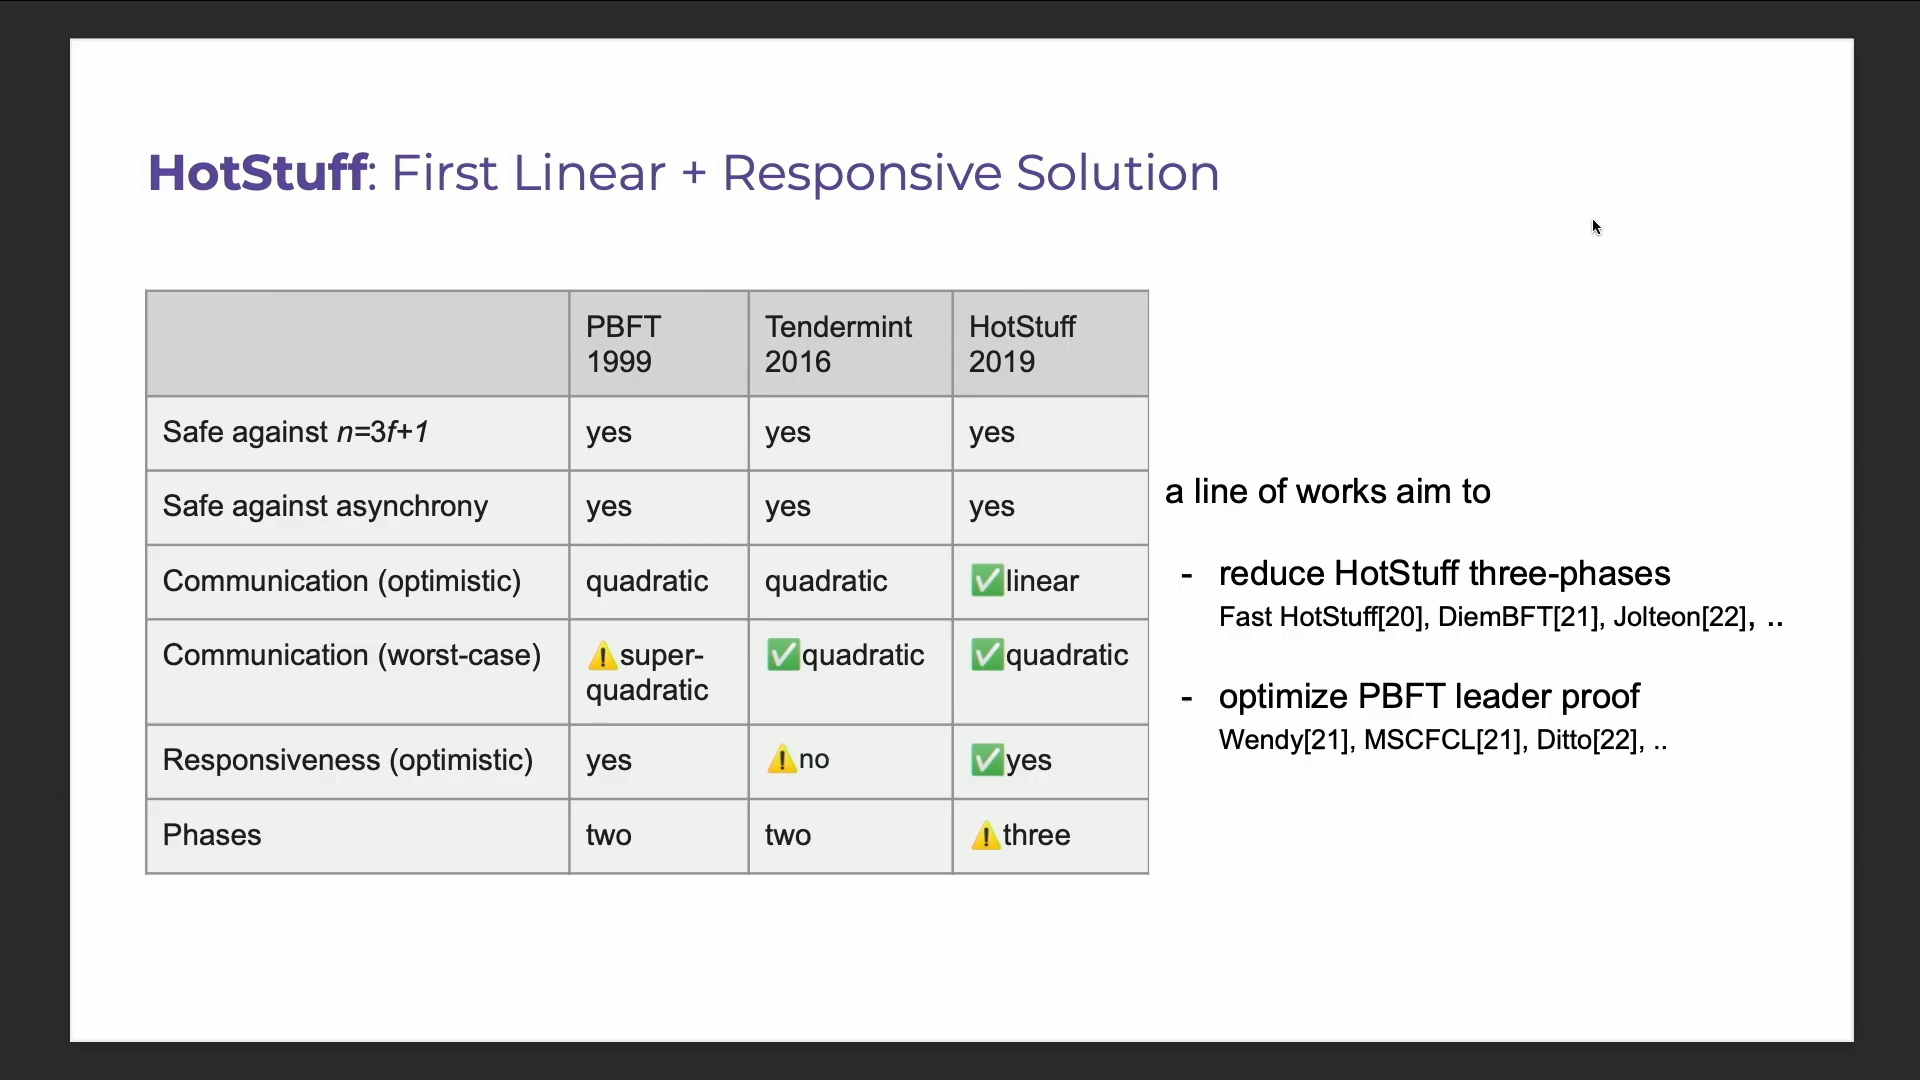 HotStuff: First Linear + Responsive Solution
PBFT 1999 Tendermint 2016 HotStuff 2019
Safe against n=3f+1 yes yes yes
Safe against asynchrony yes yes yes
Communication (optimistic) quadratic quadratic ✅linear
Communication (worst-case) ⚠️super-quadratic ✅quadratic ✅quadratic
Responsiveness (optimistic) yes ⚠️no ✅yes
Phases two two ⚠️three
a line of works aim to
- reduce HotStuff three-phases
Fast HotStuff[20], DiemBFT[21], Jolteon[22], ..
- optimize PBFT leader proof
Wendy[21], MSCFCL[21], Ditto[22], ..